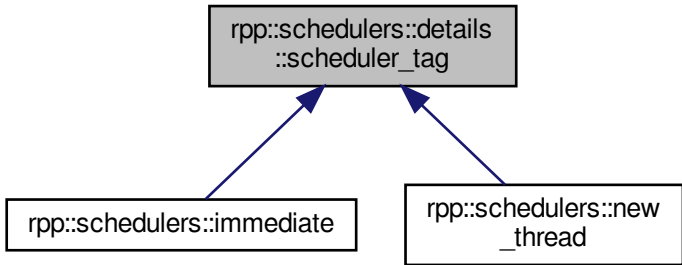 rpp::schedulers::details
::scheduler_tag
rpp::schedulers::immediate
rpp::schedulers::new
_thread